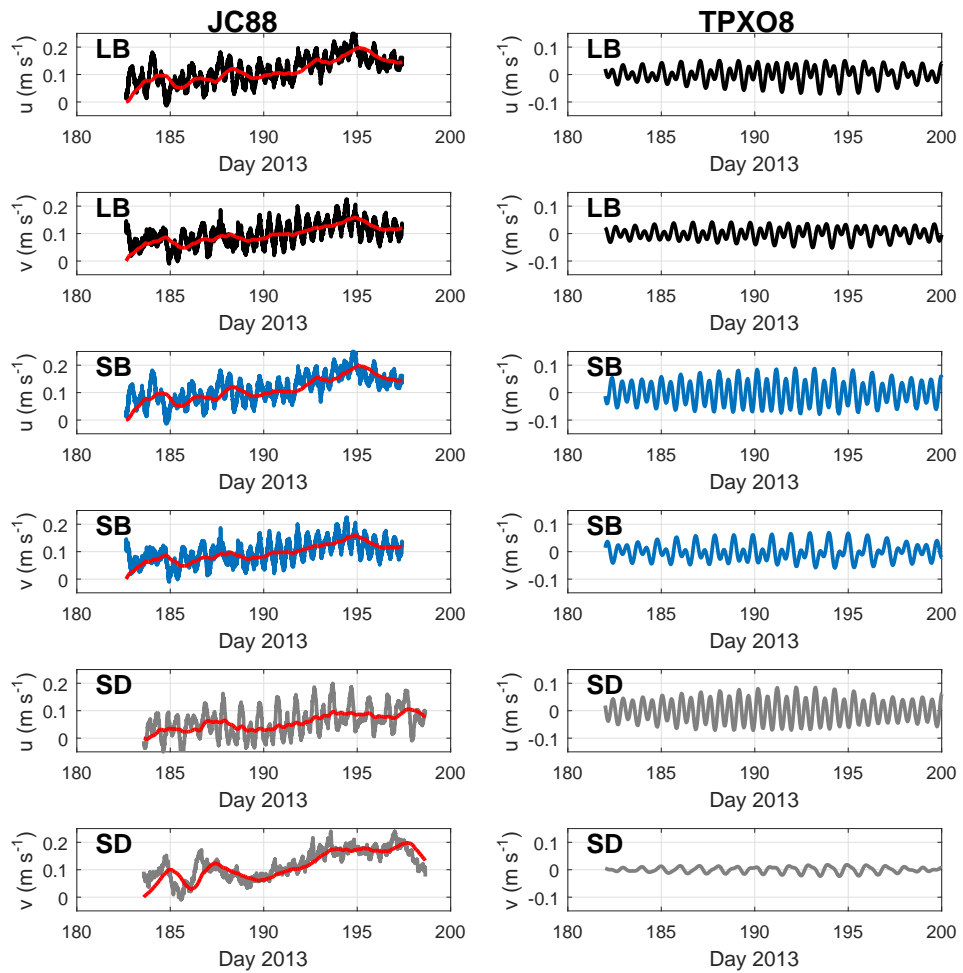 JC88 TPXO8
LB LB
u (m s-1) 0.2 0.1 0 u (m s-1) 0.1 0 -0.1
180 185 190 195 200 180 185 190 195 200
Day 2013 Day 2013
LB LB
v (m s-1) 0.2 0.1 0 v (m s-1) 0.1 0 -0.1
180 185 190 195 200 180 185 190 195 200
Day 2013 Day 2013
SB SB
u (m s-1) 0.2 0.1 0 u (m s-1) 0.1 0 -0.1
180 185 190 195 200 180 185 190 195 200
Day 2013 Day 2013
SB SB
v (m s-1) 0.2 0.1 0 v (m s-1) 0.1 0 -0.1
180 185 190 195 200 180 185 190 195 200
Day 2013 Day 2013
SD SD
u (m s-1) 0.2 0.1 0 u (m s-1) 0.1 0 -0.1
180 185 190 195 200 180 185 190 195 200
Day 2013 Day 2013
SD SD
v (m s-1) 0.2 0.1 0 v (m s-1) 0.1 0 -0.1
180 185 190 195 200 180 185 190 195 200
Day 2013 Day 2013